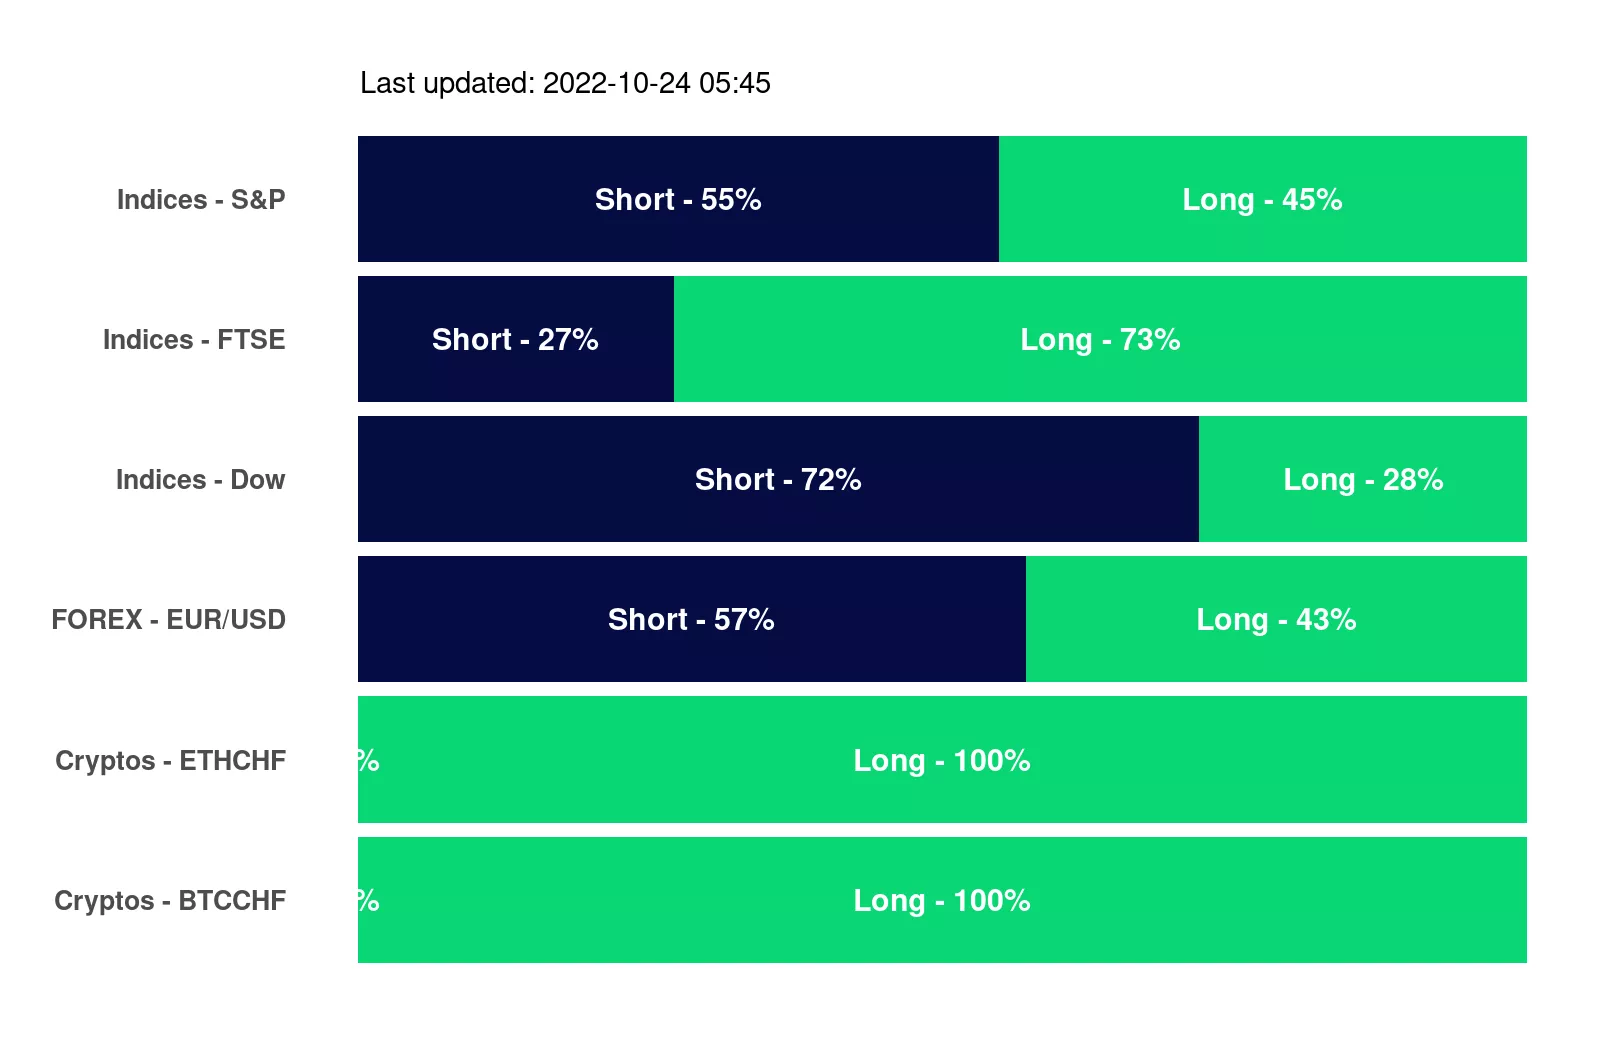 Last updated: 2022-10-24 05:45
Indices - S&P Short - 55% Long - 45%
Indices - FTSE Short - 27% Long - 73%
Indices - Dow Short - 72% Long - 28%
FOREX - EUR/USD Short - 57% Long - 43%
Cryptos - ETHCHF % Long - 100%
Cryptos - BTCCHF % Long - 100%